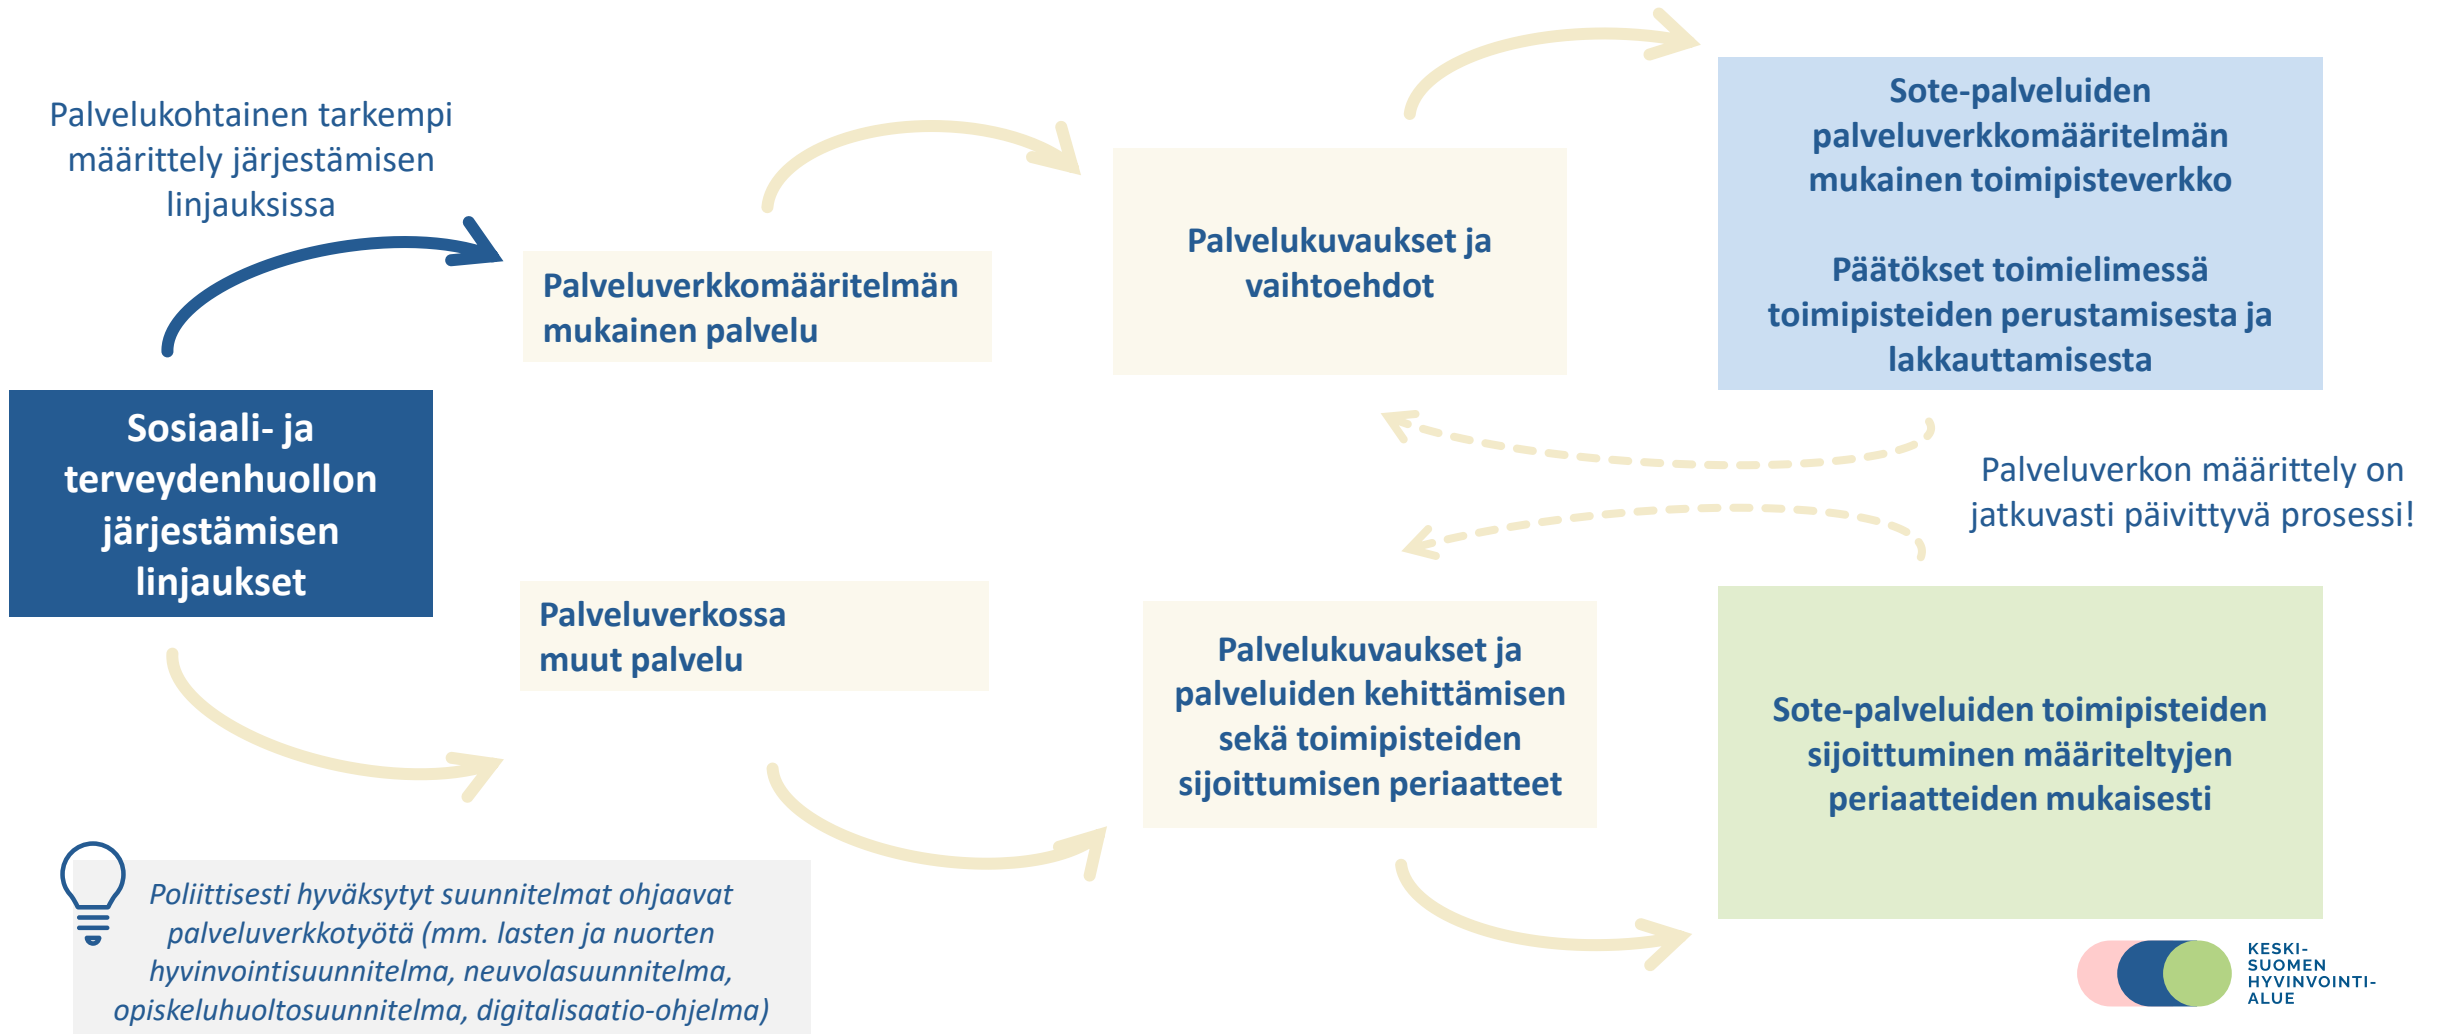 Palvelukohtainen tarkempi
määrittely järjestämisen
linjauksissa
Sosiaali- ja
terveydenhuollon
järjestämisen
linjaukset
Palveluverkkomääritelmän
mukainen palvelu
Palvelukuvaukset ja
vaihtoehdot
Sote-palveluiden
palveluverkkomääritelmän
mukainen toimipisteverkko
Päätökset toimielimessä
toimipisteiden perustamisesta ja
lakkauttamisesta
Palveluverkon määrittely on
jatkuvasti päivittyvä prosessi!
Palveluverkossa
muut palvelu
Palvelukuvaukset ja
palveluiden kehittämisen
sekä toimipisteiden
sijoittumisen periaatteet
Sote-palveluiden toimipisteiden
sijoittuminen määriteltyjen
periaatteiden mukaisesti
Poliittisesti hyväksytyt suunnitelmat ohjaavat
palveluverkkotyötä (mm. lasten ja nuorten
hyvinvointisuunnitelma, neuvolasuunnitelma,
opiskeluhuoltosuunnitelma, digitalisaatio-ohjelma)
KESKI-
SUOMEN
HYVINVOINTI-
ALUE